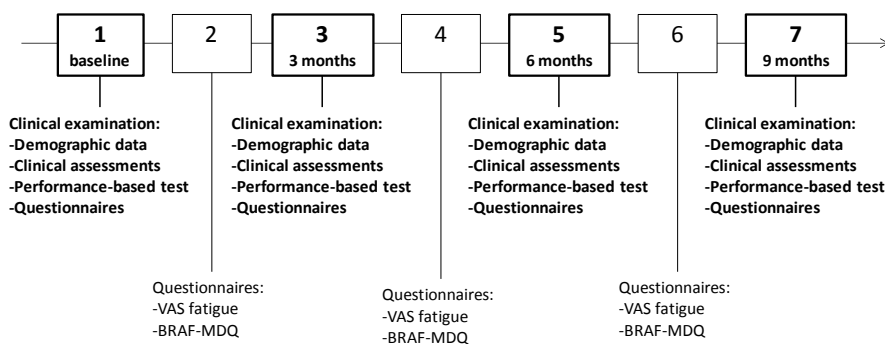 1
baseline
2
3
3 months
4
5
6 months
6
7
9 months
Clinical examination:
-Demographic data
-Clinical assessments
-Performance-based test
-Questionnaires
Clinical examination:
-Demographic data
-Clinical assessments
-Performance-based test
-Questionnaires
Clinical examination:
-Demographic data
-Clinical assessments
-Performance-based test
-Questionnaires
Clinical examination:
-Demographic data
-Clinical assessments
-Performance-based test
-Questionnaires
Questionnaires:
-VAS fatigue
-BRAF-MDQ
Questionnaires:
-VAS fatigue
-BRAF-MDQ
Questionnaires:
-VAS fatigue
-BRAF-MDQ